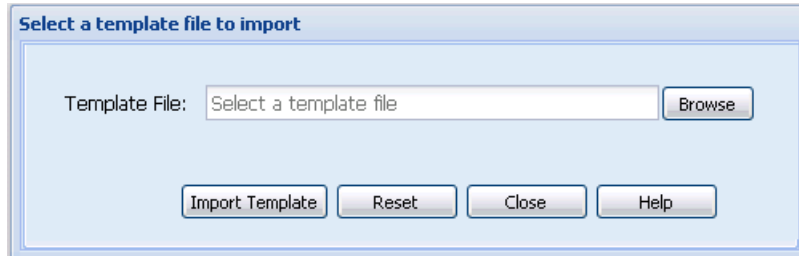 Select a template file to import
Template File: Select a template file Browse
Import Template Reset Close Help